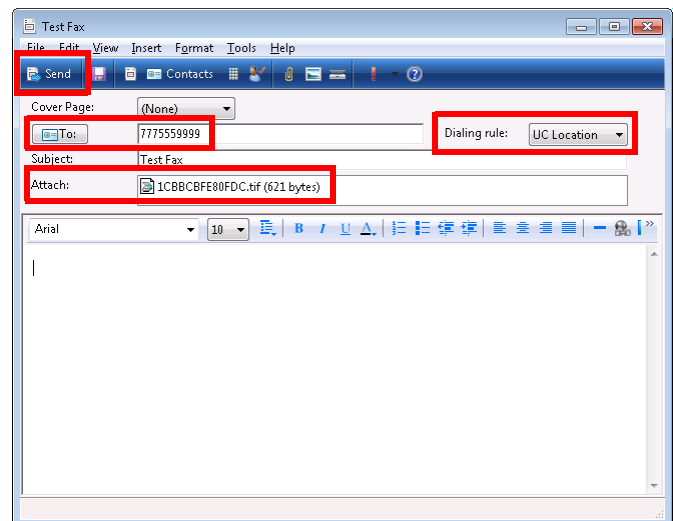 Test Fax
File Edit View Insert Format Tools Help
Send Contacts
Cover Page: (None)
To: 7775559999 Dialing rule: UC Location
Subject: Test Fax
Attach: 1CBBCBFE80FDC.tif (621 bytes)
Arial 10 B I U A